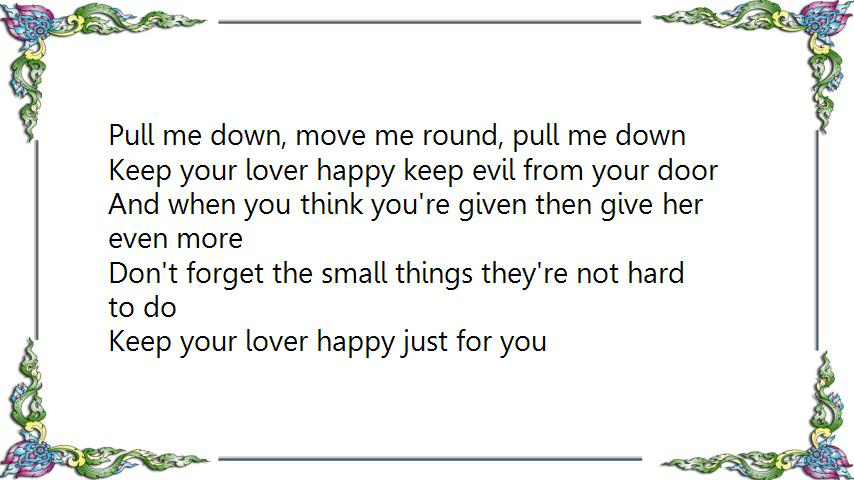 Pull me down, move me round, pull me down
Keep your lover happy keep evil from your door
And when you think you're given then give her
even more
Don't forget the small things they're not hard
to do
Keep your lover happy just for you